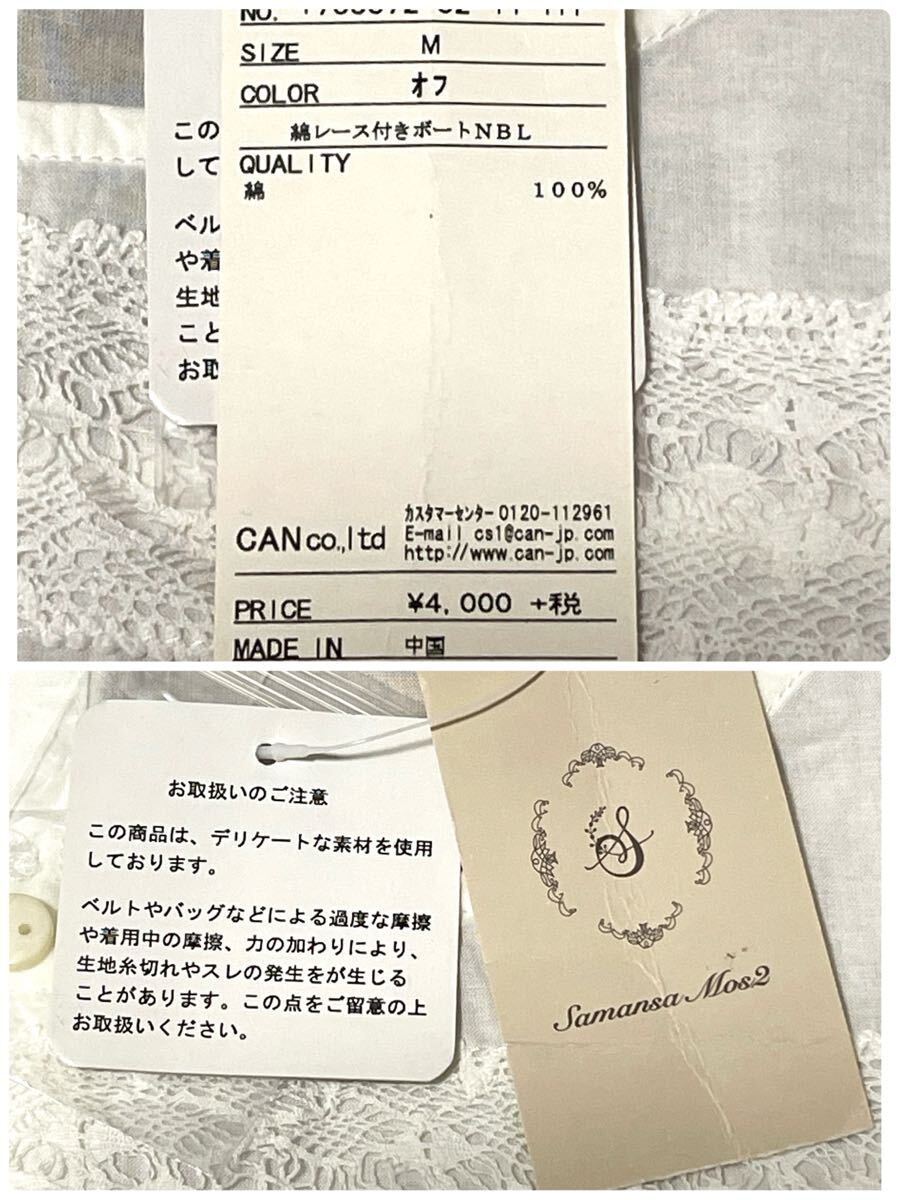 NO.
SIZE M
COLOR オフ
綿レース付きボートNBL
QUALITY
綿 100%
CAN co.,ltd
カスタマーセンター 0120-112961
E-mail cs1@can-jp.com
http://www.can-jp.com
PRICE ¥4,000 +税
MADE IN 中国
この
して
ベル
や着
生地
こと
お取
お取扱いのご注意
この商品は、デリケートな素材を使用
しております。
ベルトやバッグなどによる過度な摩擦
や着用中の摩擦、力の加わりにより、
生地糸切れやスレの発生をが生じる
ことがあります。この点をご留意の上
お取扱いください。
S
Samansa Mos2